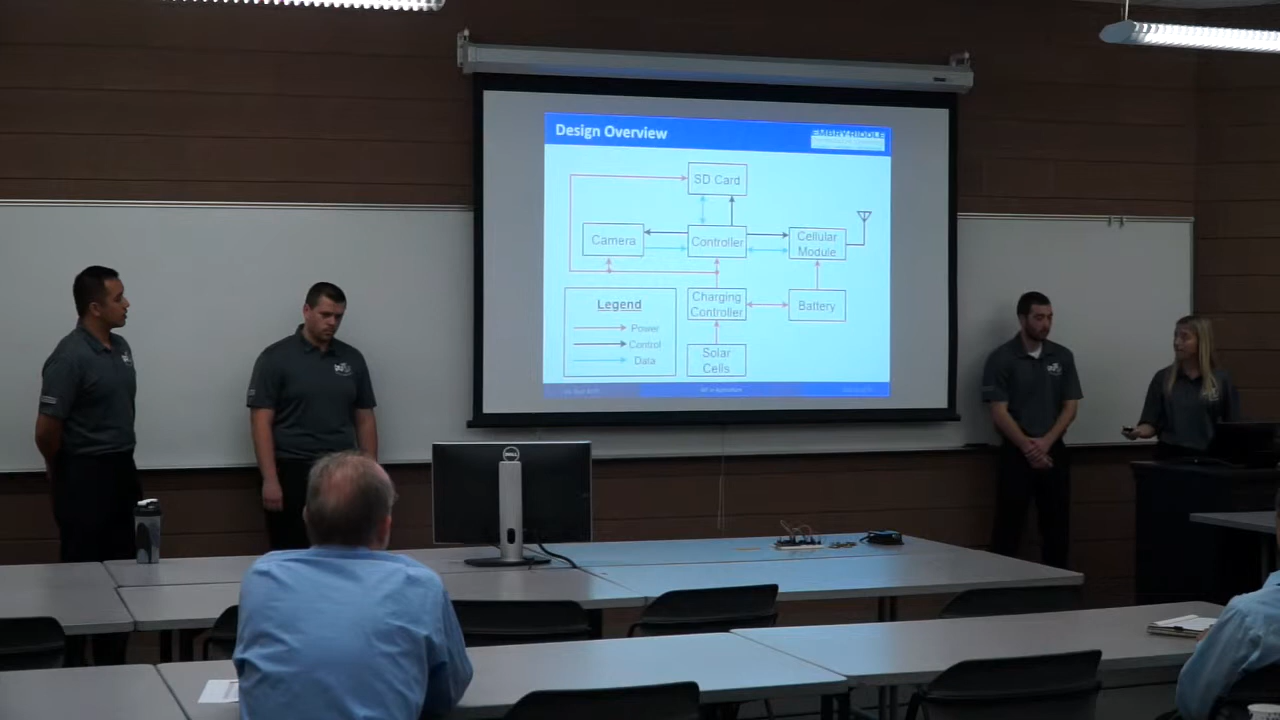 Design Overview
EMBRY-RIDDLE
SD Card
Camera
Controller
Cellular
Module
Charging
Controller
Battery
Solar
Cells
Legend
Power
Control
Data
DELL